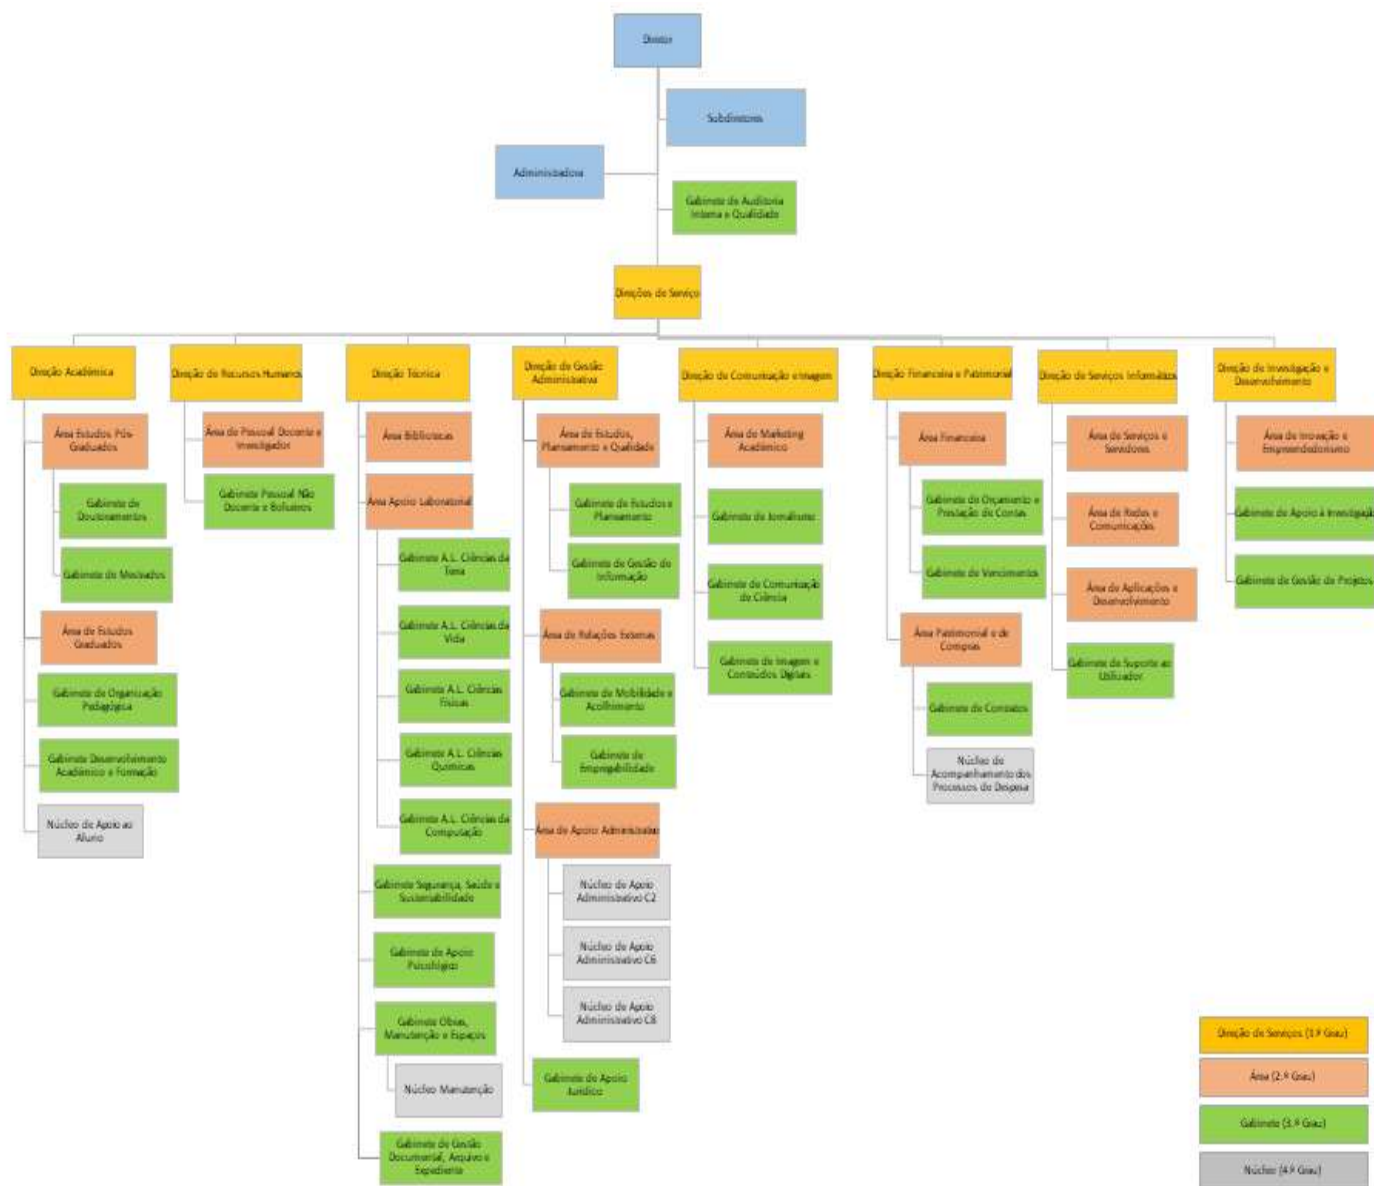 Diretor
Subdiretores
Administradora
Gabinete de Auditoria
Interna e Qualidade
Direções de Serviço
Direção Académica
Direção de Recursos Humanos
Direção Técnica
Direção de Gestão
Administrativa
Direção de Comunicação e Imagem
Direção Financeira e Patrimonial
Direção de Serviços Informátic
Direção de Investigação e
Desenvolvimento
Área Estudos Pós-
Graduados
Gabinete de
Doutoramentos
Gabinete de Mestrados
Área de Estudos
Graduados
Gabinete de Organização
Pedagógica
Gabinete Desenvolvimento
Académico e Formação
Núcleo de Apoio ao
Aluno
Área de Pessoal Docente e
Investigador
Gabinete Pessoal Não
Docente e Bolseiros
Área Bibliotecas
Área Apoio Laboratorial
Gabinete A.L. Ciências da
Terra
Gabinete A.L. Ciências da
Vida
Gabinete A.L. Ciências
Físicas
Gabinete A.L. Ciências
Químicas
Gabinete A.L. Ciências da
Computação
Gabinete Segurança, Saúde e
Sustentabilidade
Gabinete de Apoio
Psicológico
Gabinete Obras,
Manutenção e Espaços
Núcleo Manutenção
Gabinete de Gestão
Documental, Arquivo e
Expediente
Área de Estudos,
Planeamento e Qualidade
Gabinete de Estudos e
Planeamento
Gabinete de Gestão de
Informação
Área de Relações Externas
Gabinete de Mobilidade e
Acolhimento
Gabinete de
Empregabilidade
Área de Apoio Administrativo
Núcleo de Apoio
Administrativo C2
Núcleo de Apoio
Administrativo C6
Núcleo de Apoio
Administrativo C8
Gabinete de Apoio
Jurídico
Área de Marketing
Académico
Gabinete de Jornalismo
Gabinete de Comunicação
de Ciência
Gabinete de Imagem e
Conteúdos Digitais
Área Financeira
Gabinete de Orçamento e
Prestação de Contas
Gabinete de Vencimentos
Área Patrimonial e de
Compras
Gabinete de Contratos
Núcleo de
Acompanhamento dos
Processos de Despesa
Área de Serviços e
Servidores
Área de Redes e
Comunicações
Área de Aplicações e
Desenvolvimento
Gabinete de Suporte ao
Utilizador
Área de Inovação e
Empreendedorismo
Gabinete de Apoio à Investigação
Gabinete de Gestão de Projetos
Direção de Serviços (1.º Grau)
Área (2.º Grau)
Gabinete (3.º Grau)
Núcleo (4.º Grau)